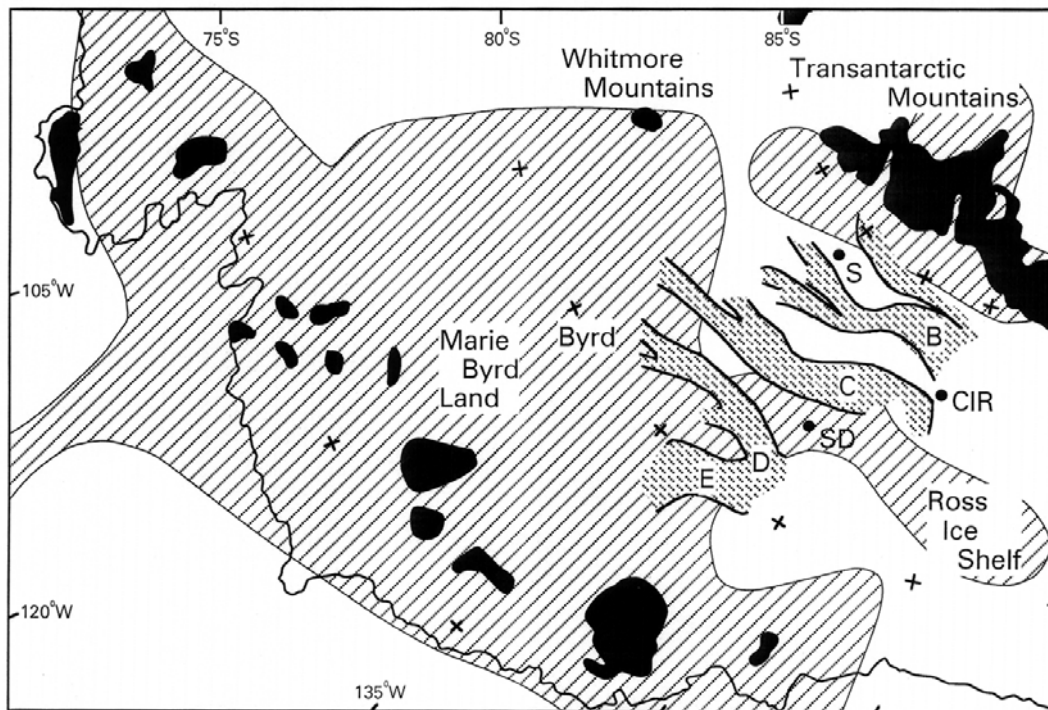 75°S
80°S
85°S
Whitmore
Mountains
Transantarctic
Mountains
S
105°W
B
Byrd
Marie
Byrd
Land
C
CIR
SD
D
E
Ross
Ice
Shelf
120°W
135°W